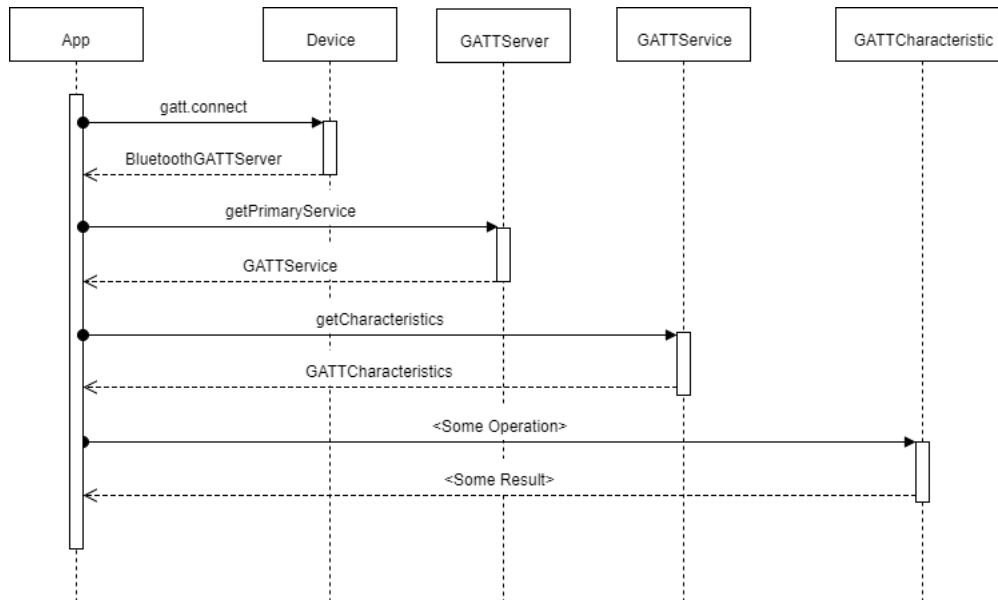 App
Device
GATTServer
GATTService
GATTCharacteristic
gatt.connect
BluetoothGATTServer
getPrimaryService
GATTService
getCharacteristics
GATTCharacteristics
<Some Operation>
<Some Result>